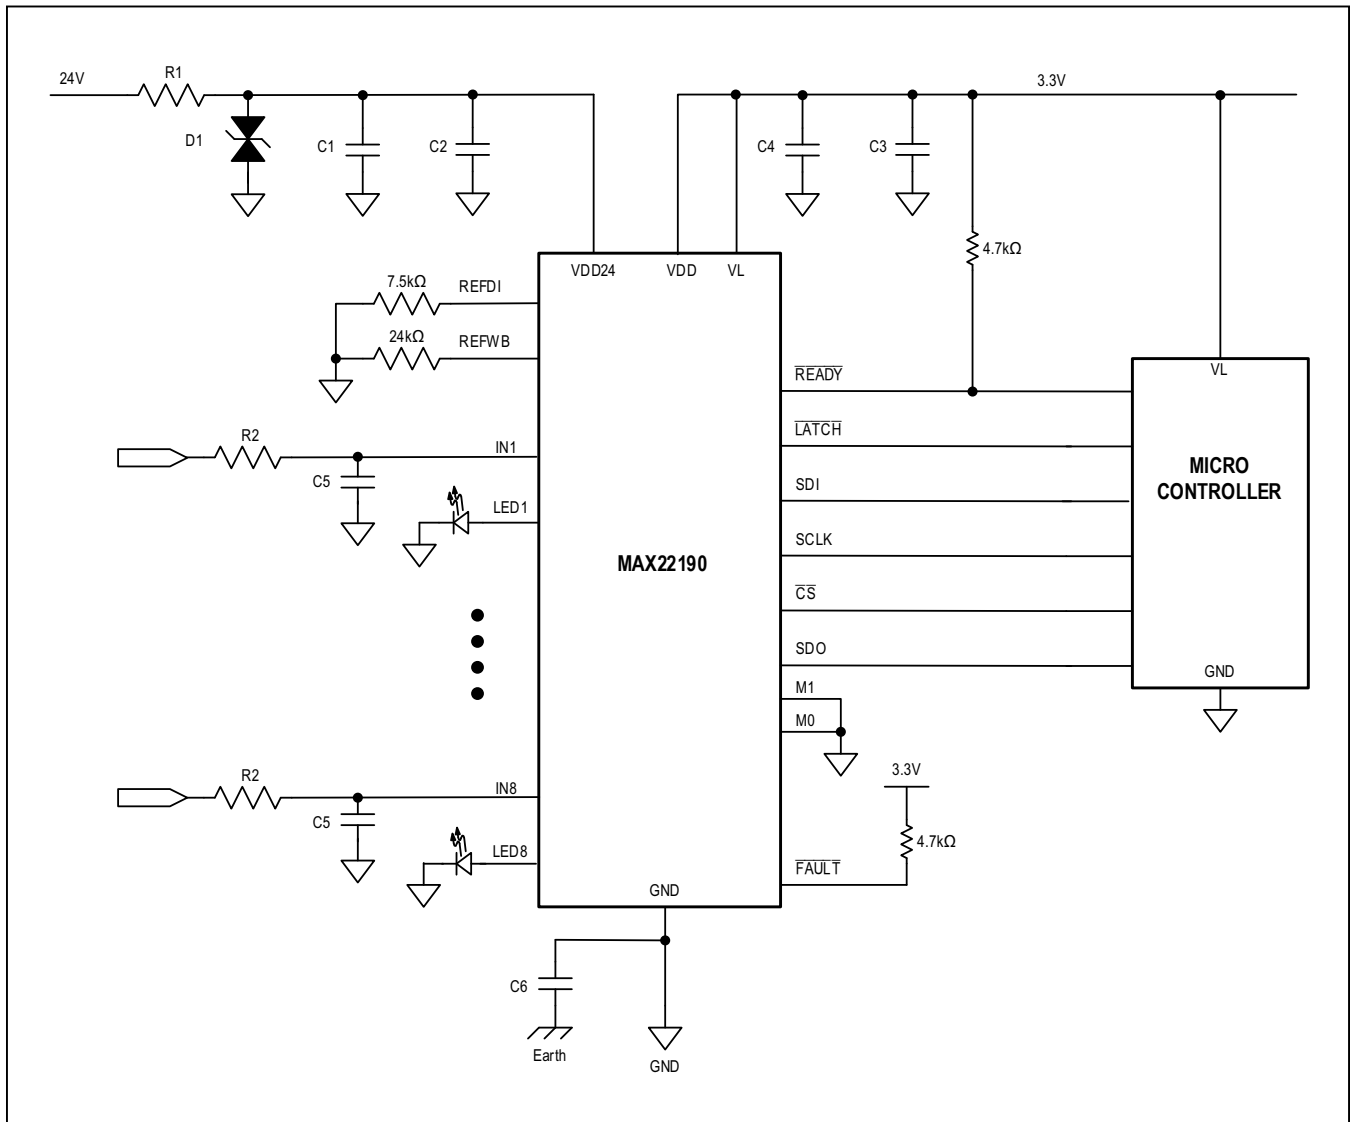 24V
R1
3.3V
D1
C1
C2
C4
C3
4.7kΩ
VDD24
VDD
VL
7.5kΩ
REFDI
24kΩ
REFWB
READY
VL
LATCH
R2
IN1
C5
SDI
MICRO
CONTROLLER
LED1
SCLK
MAX22190
CS
SDO
GND
M1
M0
R2
IN8
3.3V
C5
4.7kΩ
LED8
FAULT
GND
C6
Earth
GND